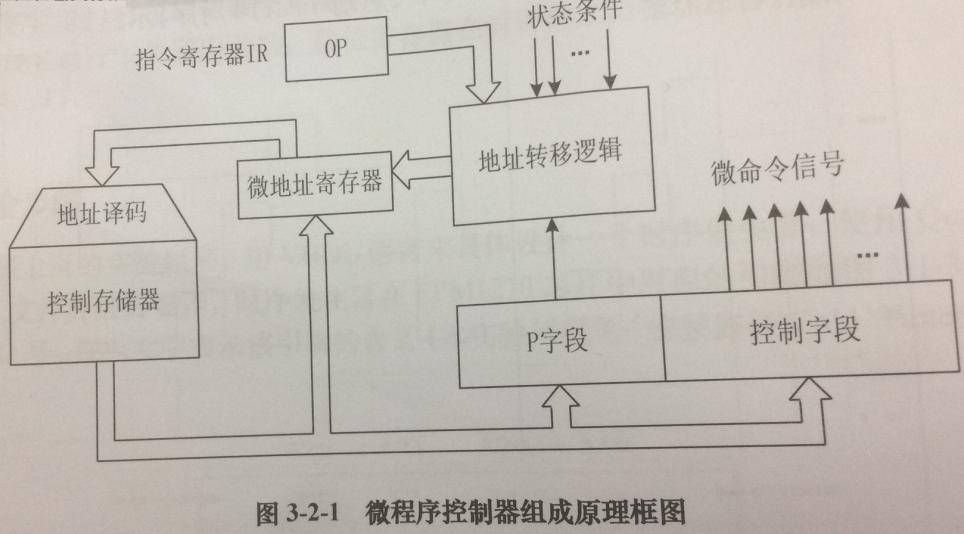 状态条件
指令寄存器IR
OP
...
地址转移逻辑
微地址寄存器
微命令信号
地址译码
...
控制存储器
P字段
控制字段
图 3-2-1 微程序控制器组成原理框图